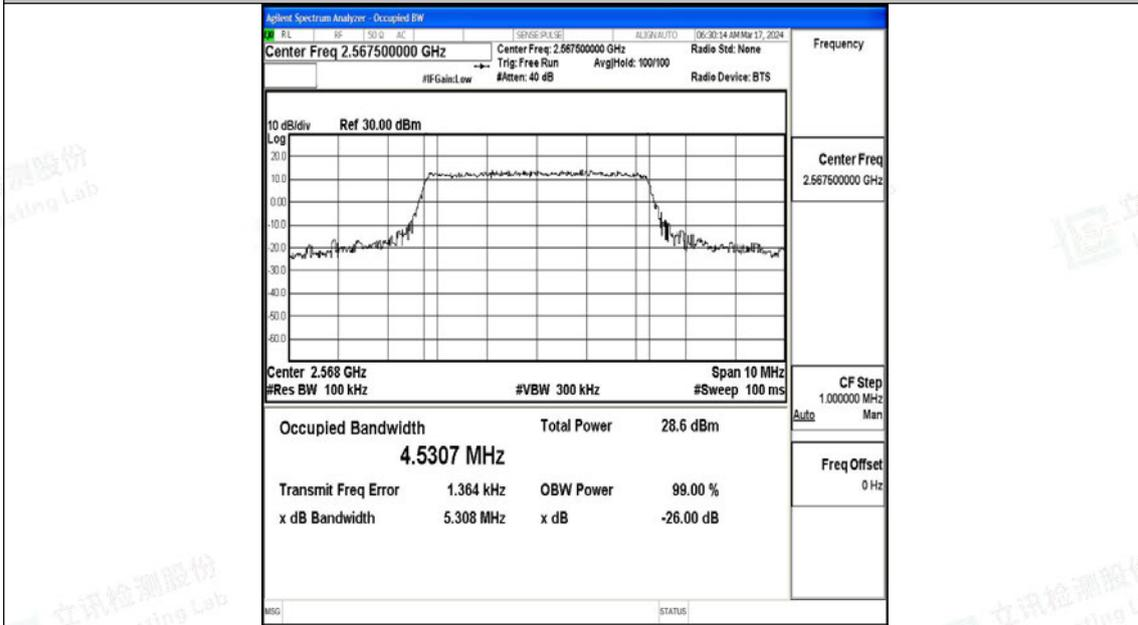 Agilent Spectrum Analyzer - Occupied BW
RL RF 50 Ω AC SENSE:PULSE ALIGNAUTO 06:30:14 AM Mar 17, 2024
Center Freq 2.567500000 GHz
Center Freq: 2.567500000 GHz
Radio Std: None
Trig: Free Run
Avg|Hold: 100/100
#IFGain:Low
#Atten: 40 dB
Radio Device: BTS
10 dB/div
Ref 30.00 dBm
Log
20.0
10.0
0.00
-10.0
-20.0
-30.0
-40.0
-50.0
-60.0
Center 2.568 GHz
Span 10 MHz
#Res BW 100 kHz
#VBW 300 kHz
#Sweep 100 ms
Occupied Bandwidth
Total Power 28.6 dBm
4.5307 MHz
Transmit Freq Error 1.364 kHz
OBW Power 99.00 %
x dB Bandwidth 5.308 MHz
x dB -26.00 dB
MSG
STATUS
Frequency
Center Freq
2.567500000 GHz
CF Step
1.000000 MHz
Auto Man
Freq Offset
0 Hz
立讯检测股份